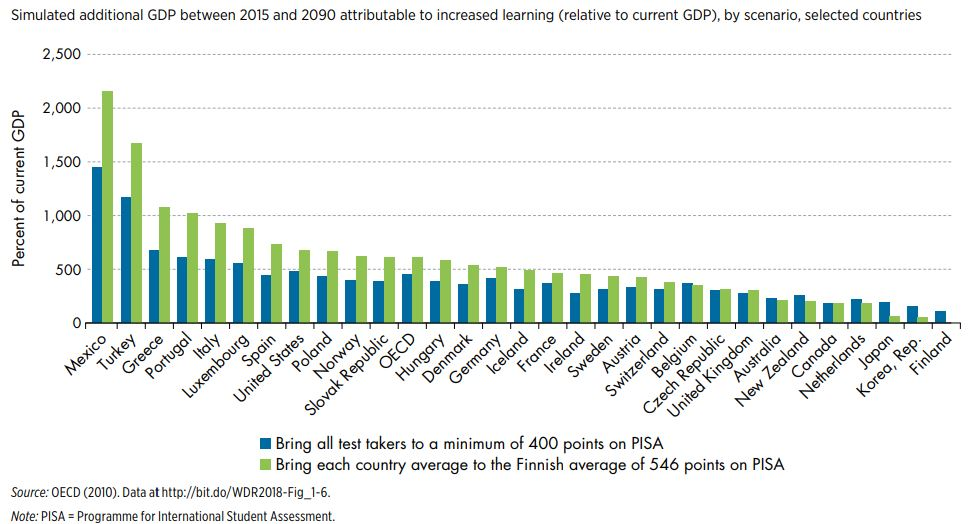 Simulated additional GDP between 2015 and 2090 attributable to increased learning (relative to current GDP), by scenario, selected countries
Percent of current GDP
2,500
2,000
1,500
1,000
500
0
Mexico
Turkey
Greece
Portugal
Italy
Luxembourg
Spain
United States
Poland
Norway
Slovak Republic
OECD
Hungary
Denmark
Germany
Iceland
France
Ireland
Sweden
Austria
Switzerland
Belgium
Czech Republic
United Kingdom
Australia
New Zealand
Canada
Netherlands
Japan
Korea, Rep.
Finland
Bring all test takers to a minimum of 400 points on PISA
Bring each country average to the Finnish average of 546 points on PISA
Source: OECD (2010). Data at http://bit.do/WDR2018-Fig_1-6.
Note: PISA = Programme for International Student Assessment.